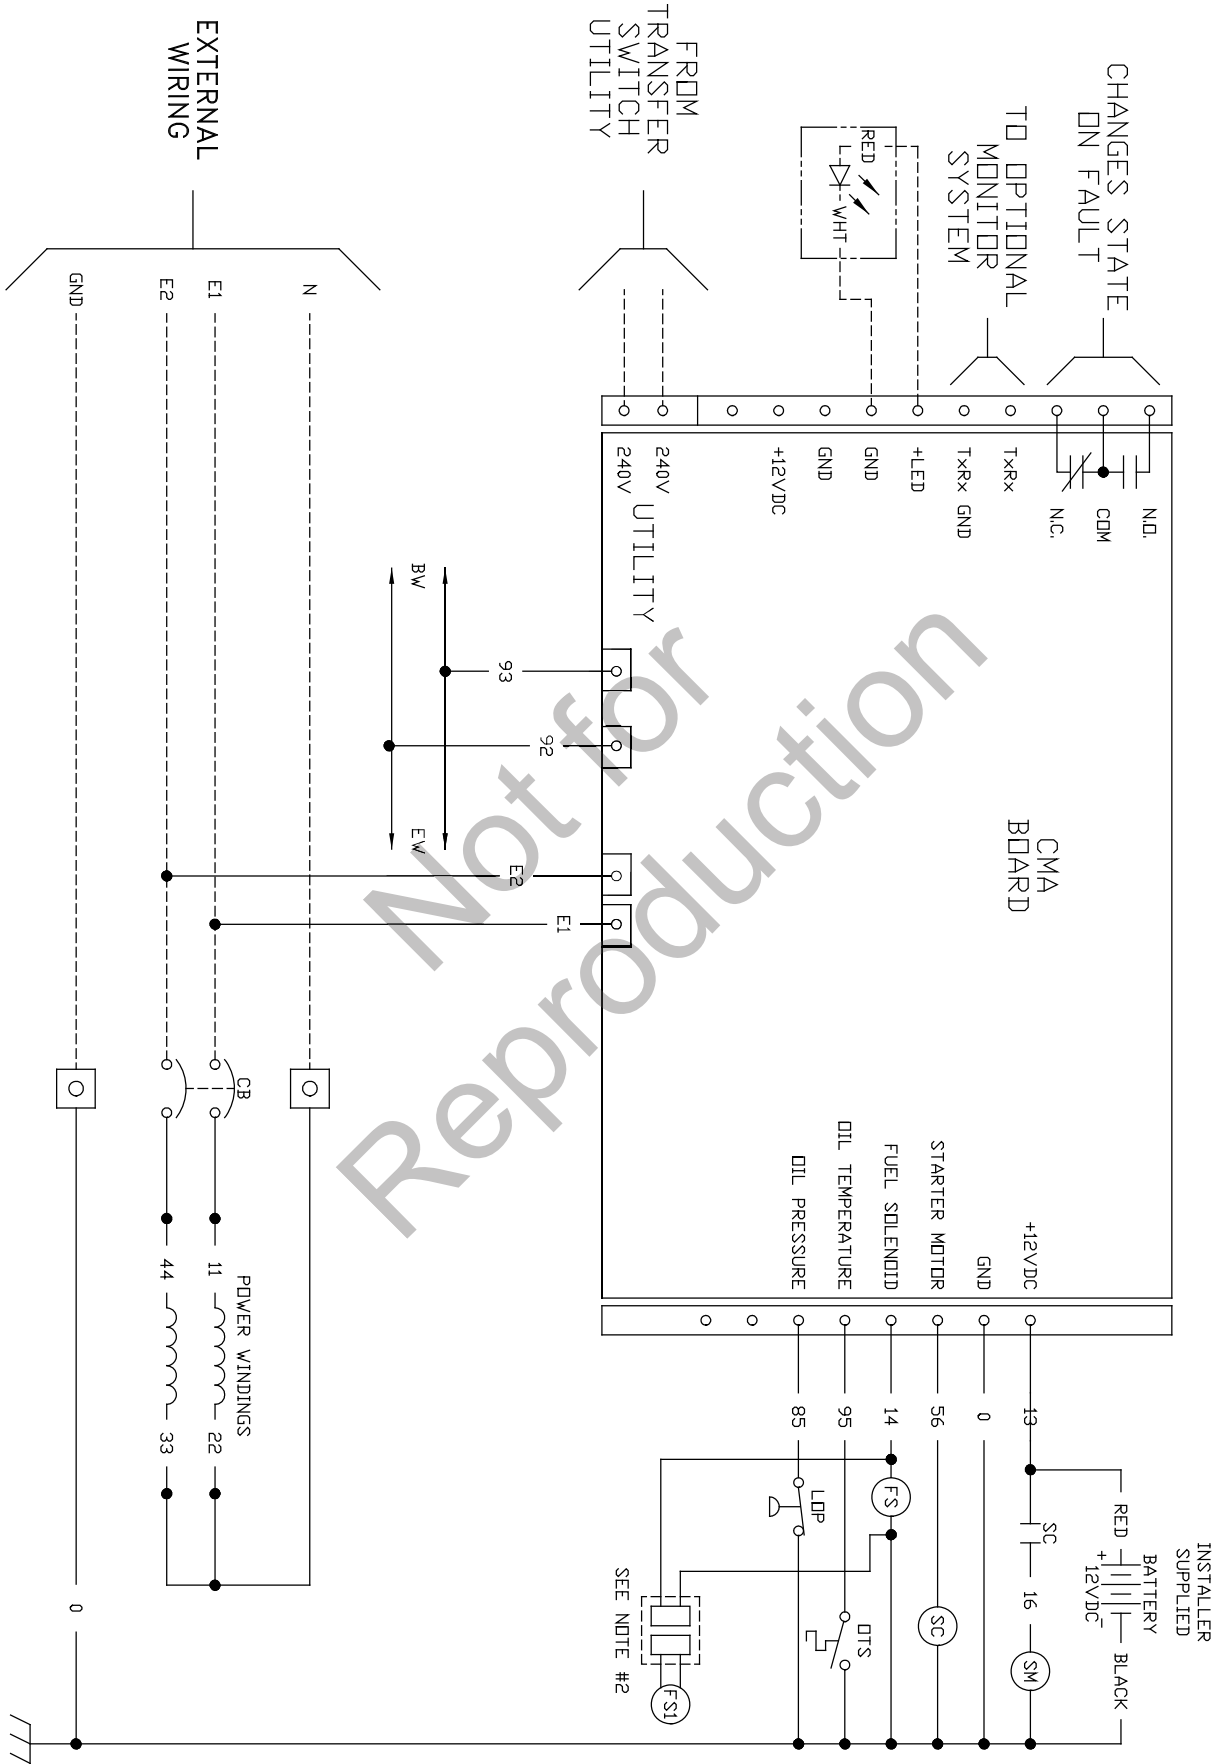 CHANGES STATE
ON FAULT
TO OPTIONAL
MONITOR
SYSTEM
RED
WHT
FROM
TRANSFER
SWITCH
UTILITY
EXTERNAL
WIRING
N
E1
E2
GND
N.O.
COM
N.C.
TxRx
TxRx GND
+LED
GND
GND
+12VDC
240V
240V
UTILITY
BW
EW
93
92
E2
E1
CMA
BOARD
CB
+12VDC
GND
STARTER MOTOR
FUEL SOLENOID
OIL TEMPERATURE
OIL PRESSURE
POWER WINDINGS
11
22
44
33
13
0
56
14
95
85
INSTALLER
SUPPLIED
RED
BATTERY
+ 12VDC -
BLACK
SC
16
SM
SC
OTS
FS
LOP
FS1
SEE NOTE #2
0
Not for
Reproduction